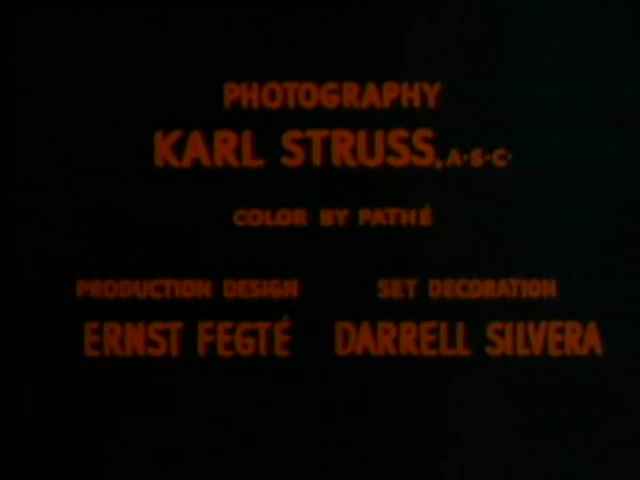 PHOTOGRAPHY
KARL STRUSS, A·S·C·
COLOR BY PATHÉ
PRODUCTION DESIGN
ERNST FEGTÉ
SET DECORATION
DARRELL SILVERA